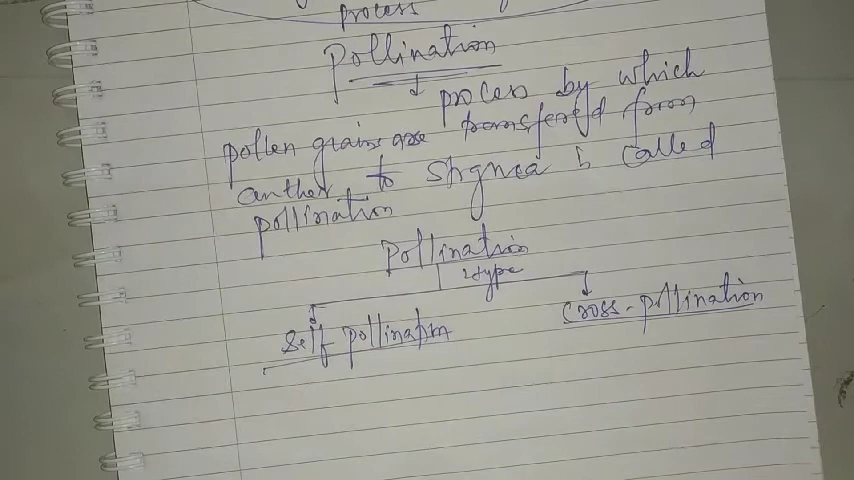 process
Pollination
process by which
pollen grains are transfered from
anther to stigma is called
pollination
Pollination
2 type
Self pollination
Cross-pollination